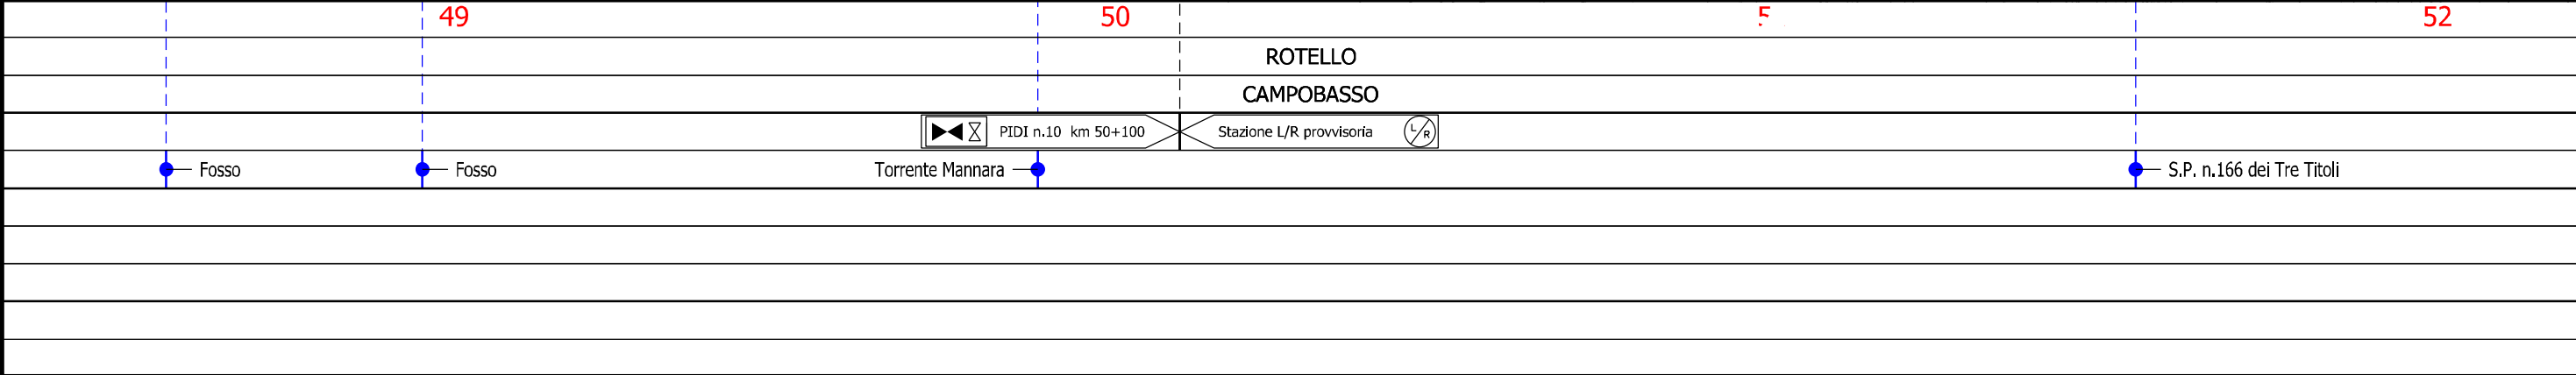 49 50 52
ROTELLO
CAMPOBASSO
PIDI n.10 km 50+100 Stazione L/R provvisoria L/R
Fosso Fosso Torrente Mannara S.P. n.166 dei Tre Titoli